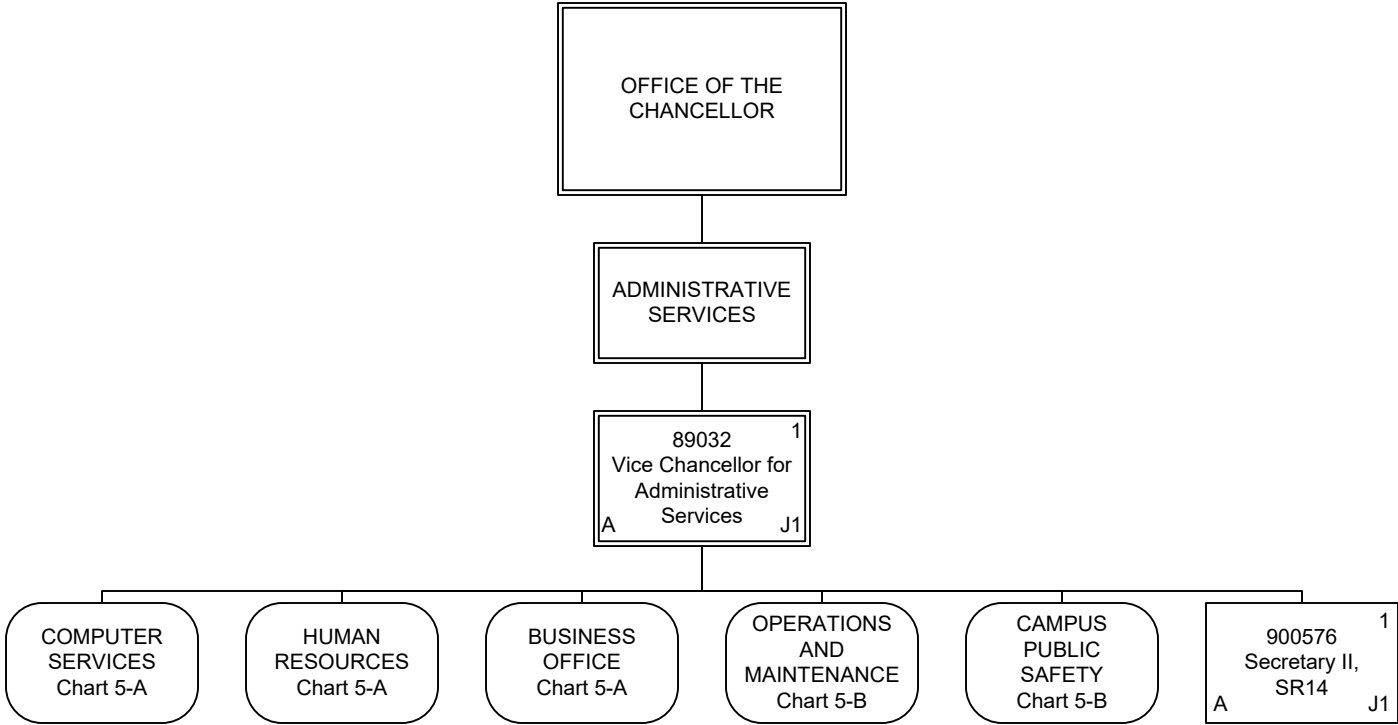 OFFICE OF THE
CHANCELLOR
ADMINISTRATIVE
SERVICES
1
89032
Vice Chancellor for
Administrative
Services
A
J1
COMPUTER
SERVICES
Chart 5-A
HUMAN
RESOURCES
Chart 5-A
BUSINESS
OFFICE
Chart 5-A
OPERATIONS
AND
MAINTENANCE
Chart 5-B
CAMPUS
PUBLIC
SAFETY
Chart 5-B
1
900576
Secretary II,
SR14
A
J1